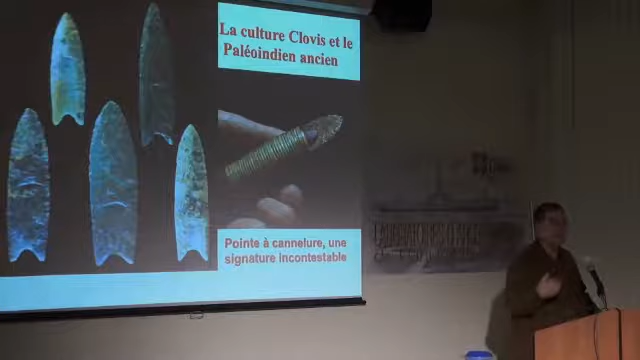 La culture Clovis et le
Paléoindien ancien
Pointe à cannelure, une
signature incontestable